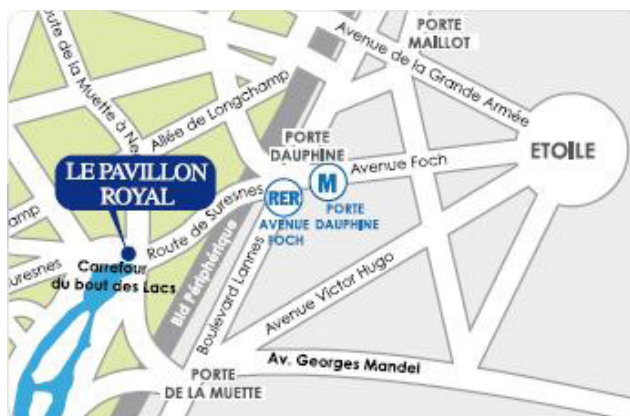 PORTE
MAILLOT
Avenue de la Grande Armée
oute de la Muette à Ne
Allée de Longchamp
PORTE
DAUPHINE
ETOILE
Avenue Foch
LE PAVILLON
ROYAL
M
RER
AVENUE
FOCH
PORTE
DAUPHINE
Route de Suresnes
amp
uresnes
Carrefour
du bout des Lacs
Bld Périphérique
Boulevard Lannes
Avenue Victor Hugo
Av. Georges Mandel
PORTE
DE LA MUETTE